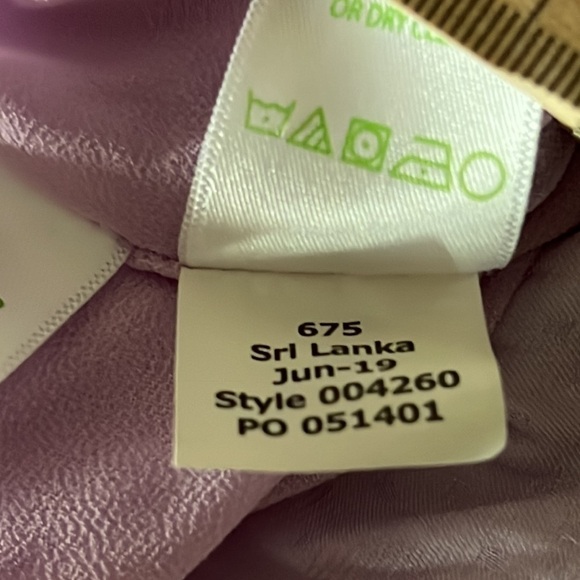 OR DRY
675
Sri Lanka
Jun-19
Style 004260
PO 051401